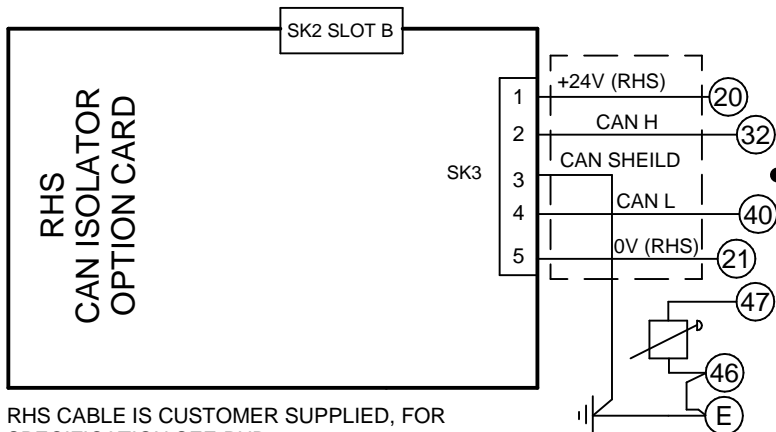 SK2 SLOT B
RHS
CAN ISOLATOR
OPTION CARD
SK3
1
2
3
4
5
+24V (RHS)
CAN H
CAN SHEILD
CAN L
0V (RHS)
20
32
40
21
47
46
E
RHS CABLE IS CUSTOMER SUPPLIED, FOR